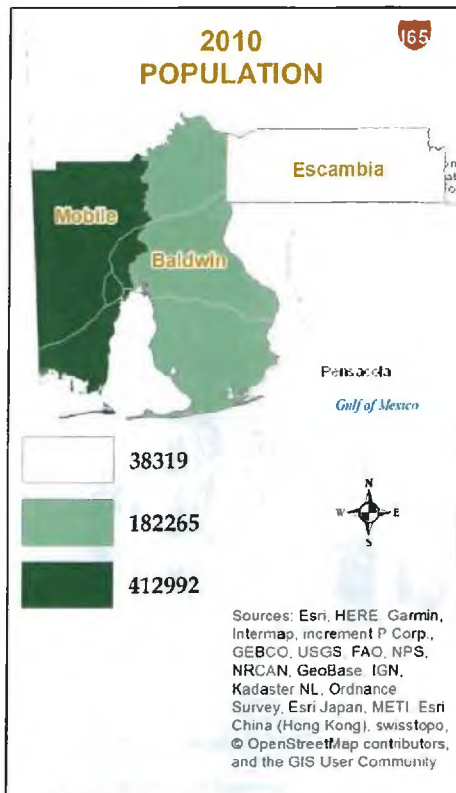 2010
POPULATION
165
Escambia
Mobile
Baldwin
Pensacola
Gulf of Mexico
38319
182265
412992
N
W E
S
Sources: Esri, HERE, Garmin,
Intermap, increment P Corp.,
GEBCO, USGS, FAO, NPS,
NRCAN, GeoBase, IGN,
Kadaster NL, Ordnance
Survey, Esri Japan, METI, Esri
China (Hong Kong), swisstopo,
© OpenStreetMap contributors,
and the GIS User Community